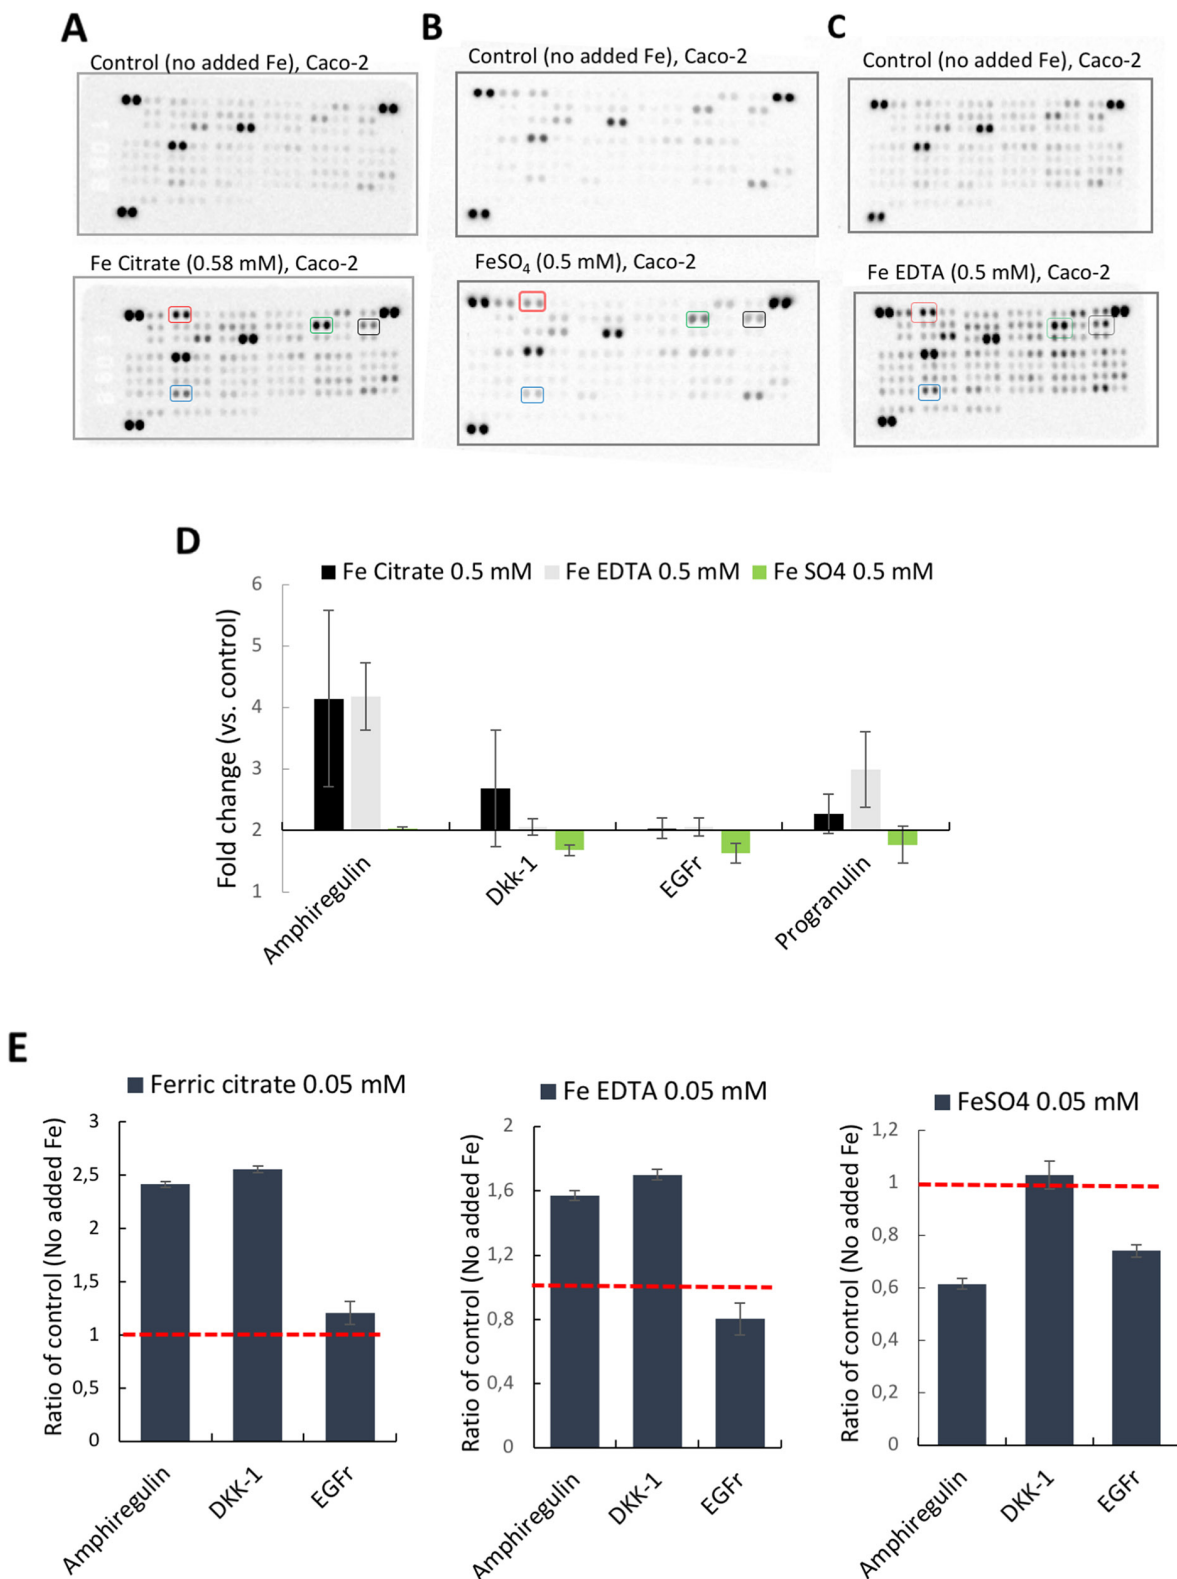 A
B
C
Control (no added Fe), Caco-2
Control (no added Fe), Caco-2
Control (no added Fe), Caco-2
Fe Citrate (0.58 mM), Caco-2
FeSO4 (0.5 mM), Caco-2
Fe EDTA (0.5 mM), Caco-2
D
Fe Citrate 0.5 mM
Fe EDTA 0.5 mM
Fe SO4 0.5 mM
Fold change (vs. control)
6
5
4
3
2
1
Amphiregulin
Dkk-1
EGFr
Progranulin
E
Ferric citrate 0.05 mM
Ratio of control (No added Fe)
3
2,5
2
1,5
1
0,5
0
Amphiregulin
DKK-1
EGFr
Fe EDTA 0.05 mM
Ratio of control (No added Fe)
2
1,6
1,2
0,8
0,4
0
Amphiregulin
DKK-1
EGFr
FeSO4 0.05 mM
Ratio of control (No added Fe)
1,2
1
0,8
0,6
0,4
0,2
0
Amphiregulin
DKK-1
EGFr